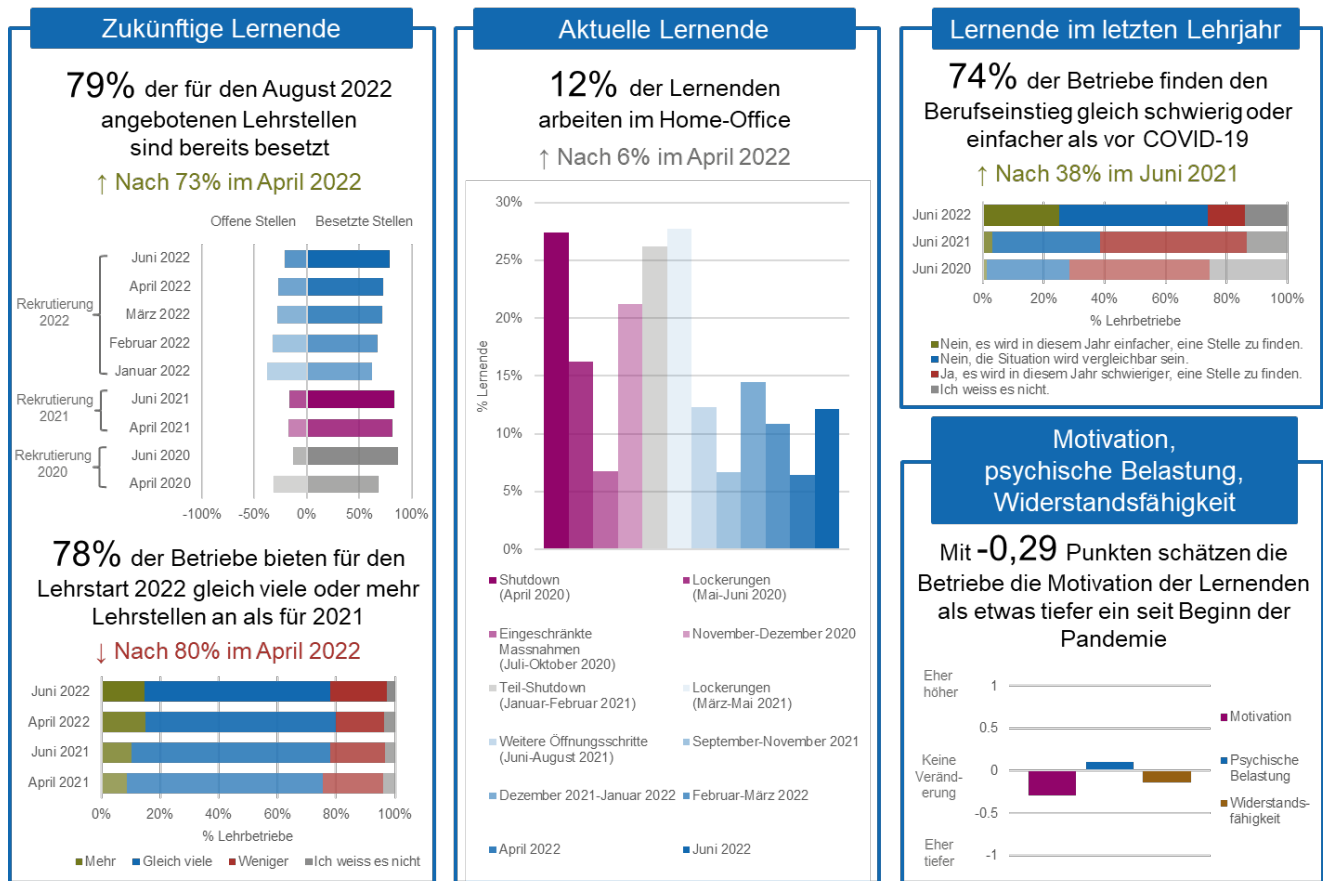 Zukünftige Lernende
79% der für den August 2022
angebotenen Lehrstellen
sind bereits besetzt
↑ Nach 73% im April 2022
Offene Stellen Besetzte Stellen
Rekrutierung
2022
Juni 2022
April 2022
März 2022
Februar 2022
Januar 2022
Rekrutierung
2021
Juni 2021
April 2021
Rekrutierung
2020
Juni 2020
April 2020
-100% -50% 0% 50% 100%
78% der Betriebe bieten für den
Lehrstart 2022 gleich viele oder mehr
Lehrstellen an als für 2021
↓ Nach 80% im April 2022
Juni 2022
April 2022
Juni 2021
April 2021
0% 20% 40% 60% 80% 100%
% Lehrbetriebe
Mehr Gleich viele Weniger Ich weiss es nicht
Aktuelle Lernende
12% der Lernenden
arbeiten im Home-Office
↑ Nach 6% im April 2022
30%
25%
20%
15%
10%
5%
0%
% Lernende
Shutdown
(April 2020)
Lockerungen
(Mai-Juni 2020)
Eingeschränkte
Massnahmen
(Juli-Oktober 2020)
November-Dezember 2020
Teil-Shutdown
(Januar-Februar 2021)
Lockerungen
(März-Mai 2021)
Weitere Öffnungsschritte
(Juni-August 2021)
September-November 2021
Dezember 2021-Januar 2022
Februar-März 2022
April 2022
Juni 2022
Lernende im letzten Lehrjahr
74% der Betriebe finden den
Berufseinstieg gleich schwierig oder
einfacher als vor COVID-19
↑ Nach 38% im Juni 2021
Juni 2022
Juni 2021
Juni 2020
0% 20% 40% 60% 80% 100%
% Lehrbetriebe
Nein, es wird in diesem Jahr einfacher, eine Stelle zu finden.
Nein, die Situation wird vergleichbar sein.
Ja, es wird in diesem Jahr schwieriger, eine Stelle zu finden.
Ich weiss es nicht.
Motivation,
psychische Belastung,
Widerstandsfähigkeit
Mit -0,29 Punkten schätzen die
Betriebe die Motivation der Lernenden
als etwas tiefer ein seit Beginn der
Pandemie
Eher
höher
Keine
Veränd-
erung
Eher
tiefer
1
0.5
0
-0.5
-1
Motivation
Psychische
Belastung
Widerstands-
fähigkeit